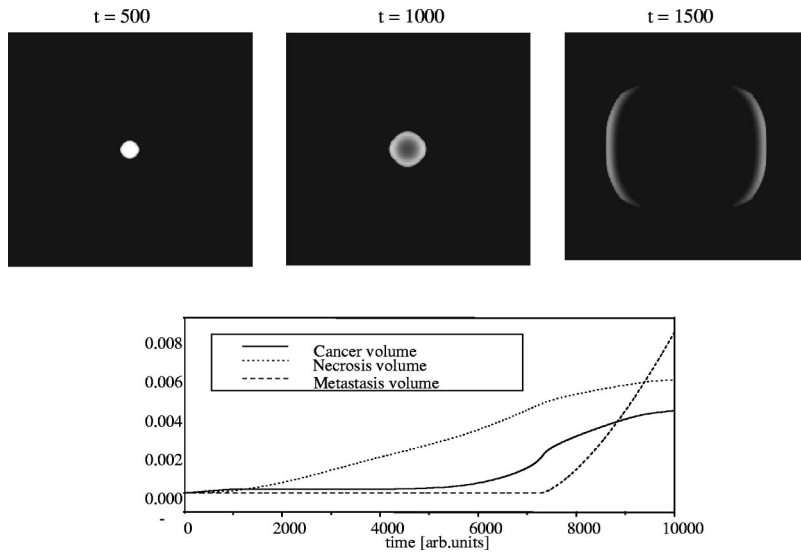 t = 500
t = 1000
t = 1500
0.008
0.006
0.004
0.002
0.000
-
Cancer volume
Necrosis volume
Metastasis volume
0
2000
4000
6000
8000
10000
time [arb.units]